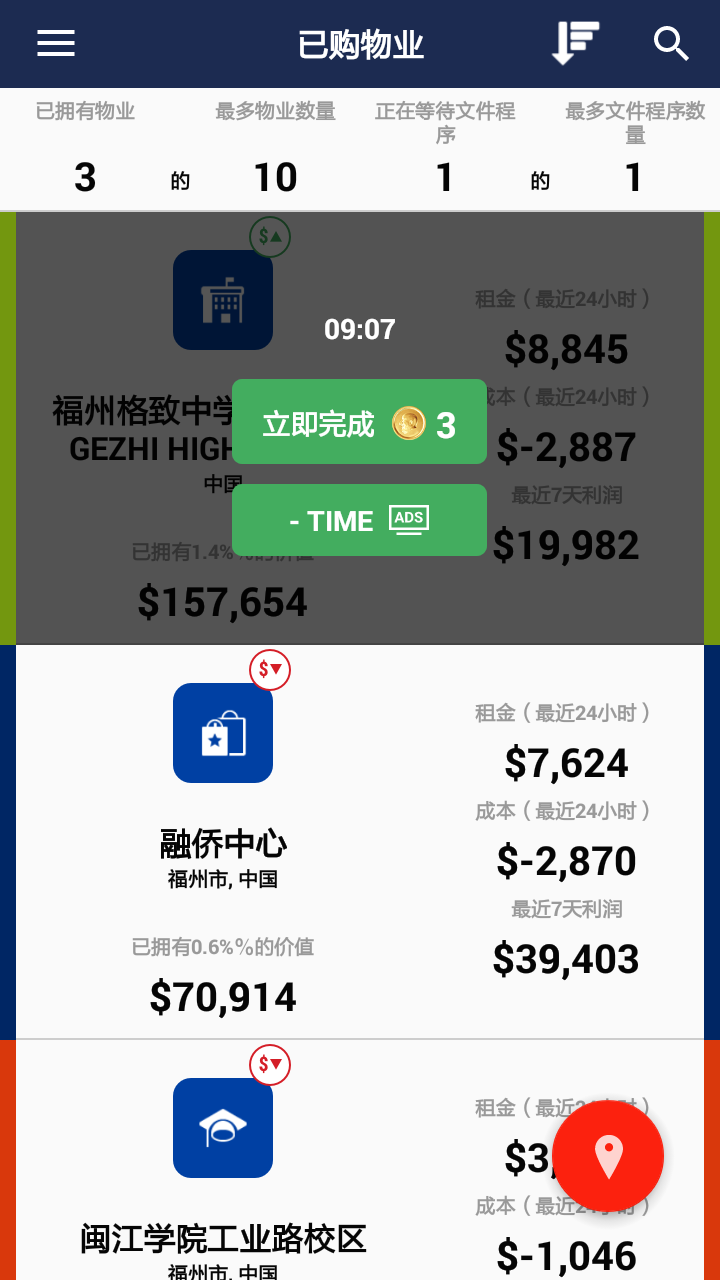 已购物业
已拥有物业
最多物业数量
正在等待文件程序
最多文件程序数量
3 的 10
1 的 1
$
租金（最近24小时）
09:07
$8,845
立即完成 3
成本（最近24小时）
福州格致中学
GEZHI HIGH
$-2,887
中国
最近7天利润
- TIME ADS
$19,982
已拥有1.4%%的价值
$157,654
$
租金（最近24小时）
$7,624
成本（最近24小时）
融侨中心
$-2,870
福州市, 中国
最近7天利润
已拥有0.6%%的价值
$39,403
$70,914
$
租金（最近24小时）
$3,
成本（最近24小时）
闽江学院工业路校区
$-1,046
福州市, 中国